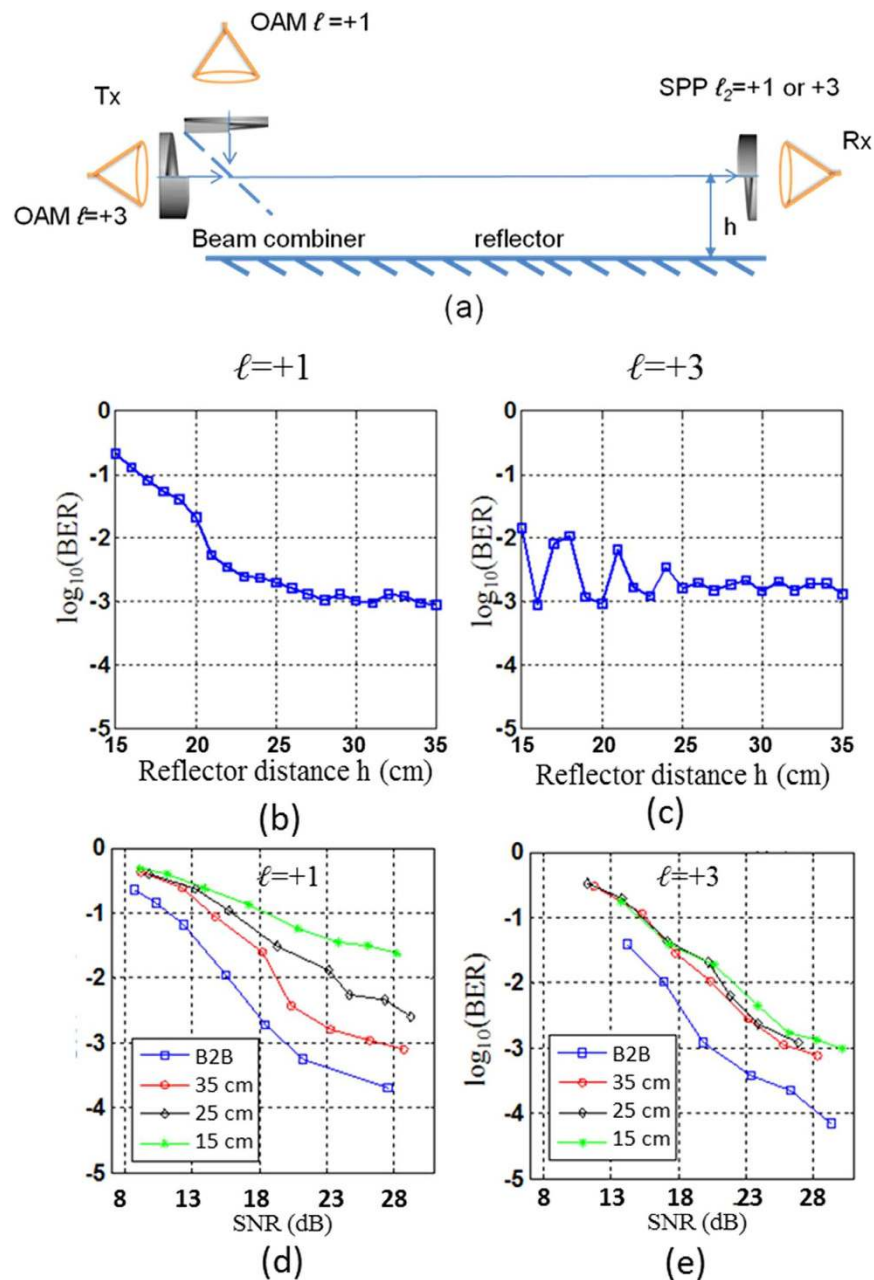 OAM ℓ=+1
Tx
SPP ℓ2=+1 or +3
Rx
OAM ℓ=+3
Beam combiner
reflector
h
(a)
ℓ=+1
ℓ=+3
log10(BER)
0
-1
-2
-3
-4
-5
15 20 25 30 35
Reflector distance h (cm)
(b)
log10(BER)
0
-1
-2
-3
-4
-5
15 20 25 30 35
Reflector distance h (cm)
(c)
0
-1
-2
-3
-4
-5
ℓ=+1
B2B
35 cm
25 cm
15 cm
8 13 18 23 28
SNR (dB)
(d)
log10(BER)
0
-1
-2
-3
-4
-5
ℓ=+3
B2B
35 cm
25 cm
15 cm
8 13 18 23 28
SNR (dB)
(e)